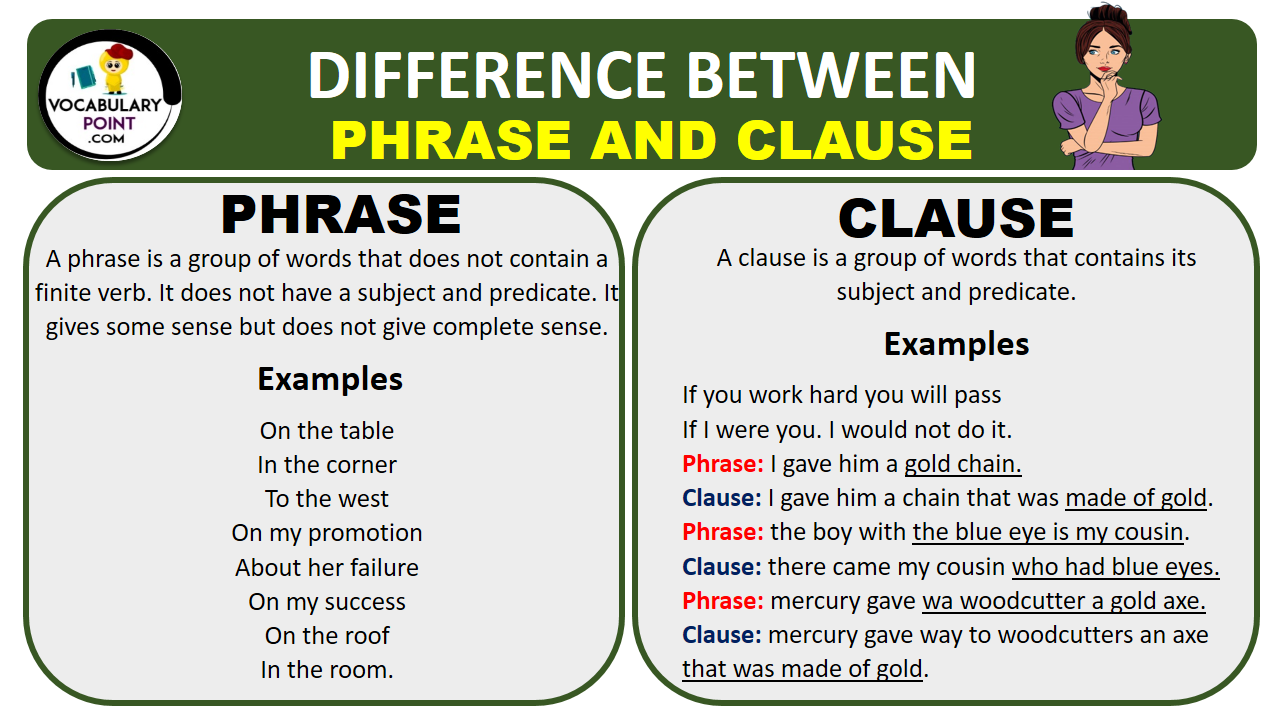 VOCABULARY
POINT
.COM
DIFFERENCE BETWEEN
PHRASE AND CLAUSE
PHRASE
A phrase is a group of words that does not contain a
finite verb. It does not have a subject and predicate. It
gives some sense but does not give complete sense.
Examples
On the table
In the corner
To the west
On my promotion
About her failure
On my success
On the roof
In the room.
CLAUSE
A clause is a group of words that contains its
subject and predicate.
Examples
If you work hard you will pass
If I were you. I would not do it.
Phrase: I gave him a gold chain.
Clause: I gave him a chain that was made of gold.
Phrase: the boy with the blue eye is my cousin.
Clause: there came my cousin who had blue eyes.
Phrase: mercury gave wa woodcutter a gold axe.
Clause: mercury gave way to woodcutters an axe
that was made of gold.